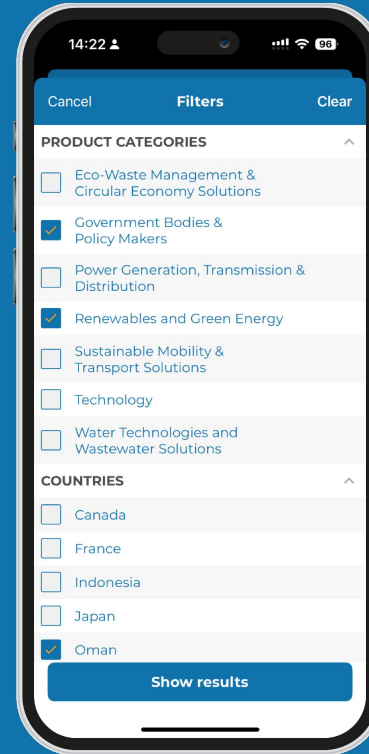 14:22
96
Cancel Filters Clear
PRODUCT CATEGORIES
Eco-Waste Management &
Circular Economy Solutions
Government Bodies &
Policy Makers
Power Generation, Transmission &
Distribution
Renewables and Green Energy
Sustainable Mobility &
Transport Solutions
Technology
Water Technologies and
Wastewater Solutions
COUNTRIES
Canada
France
Indonesia
Japan
Oman
Show results